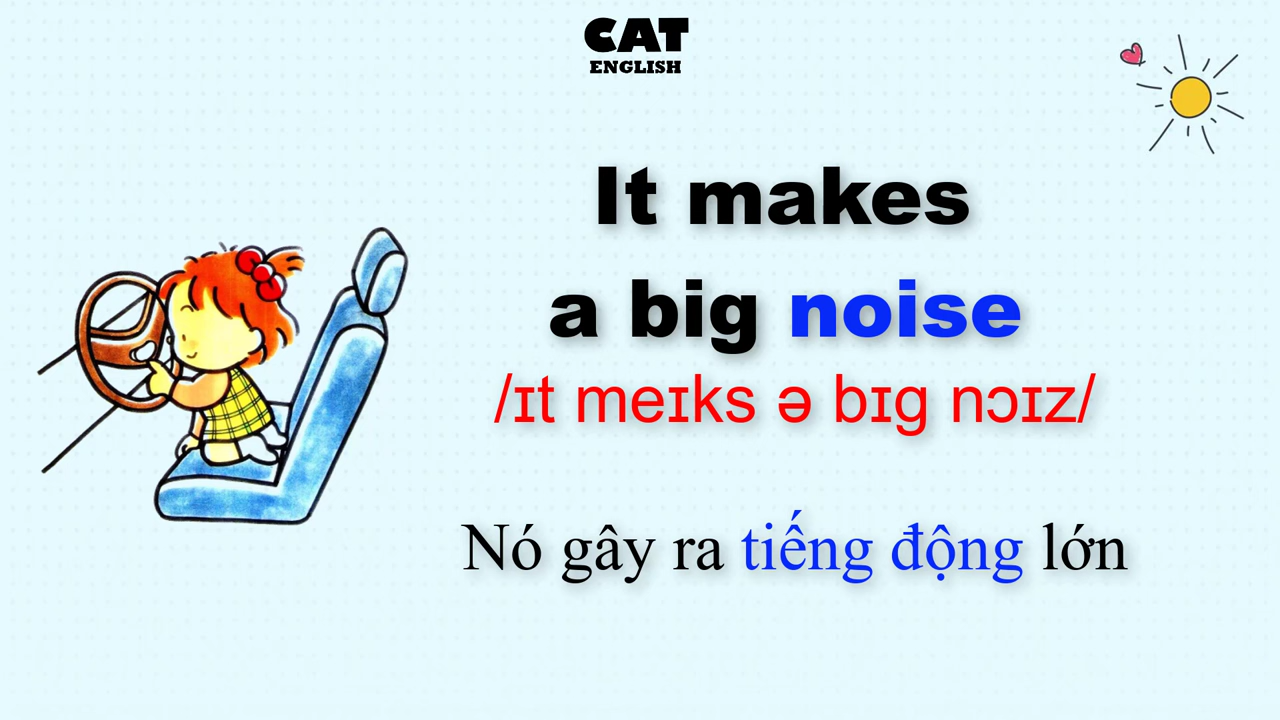 CAT
ENGLISH
It makes
a big noise
/ɪt meɪks ə bɪg nɔɪz/
Nó gây ra tiếng động lớn